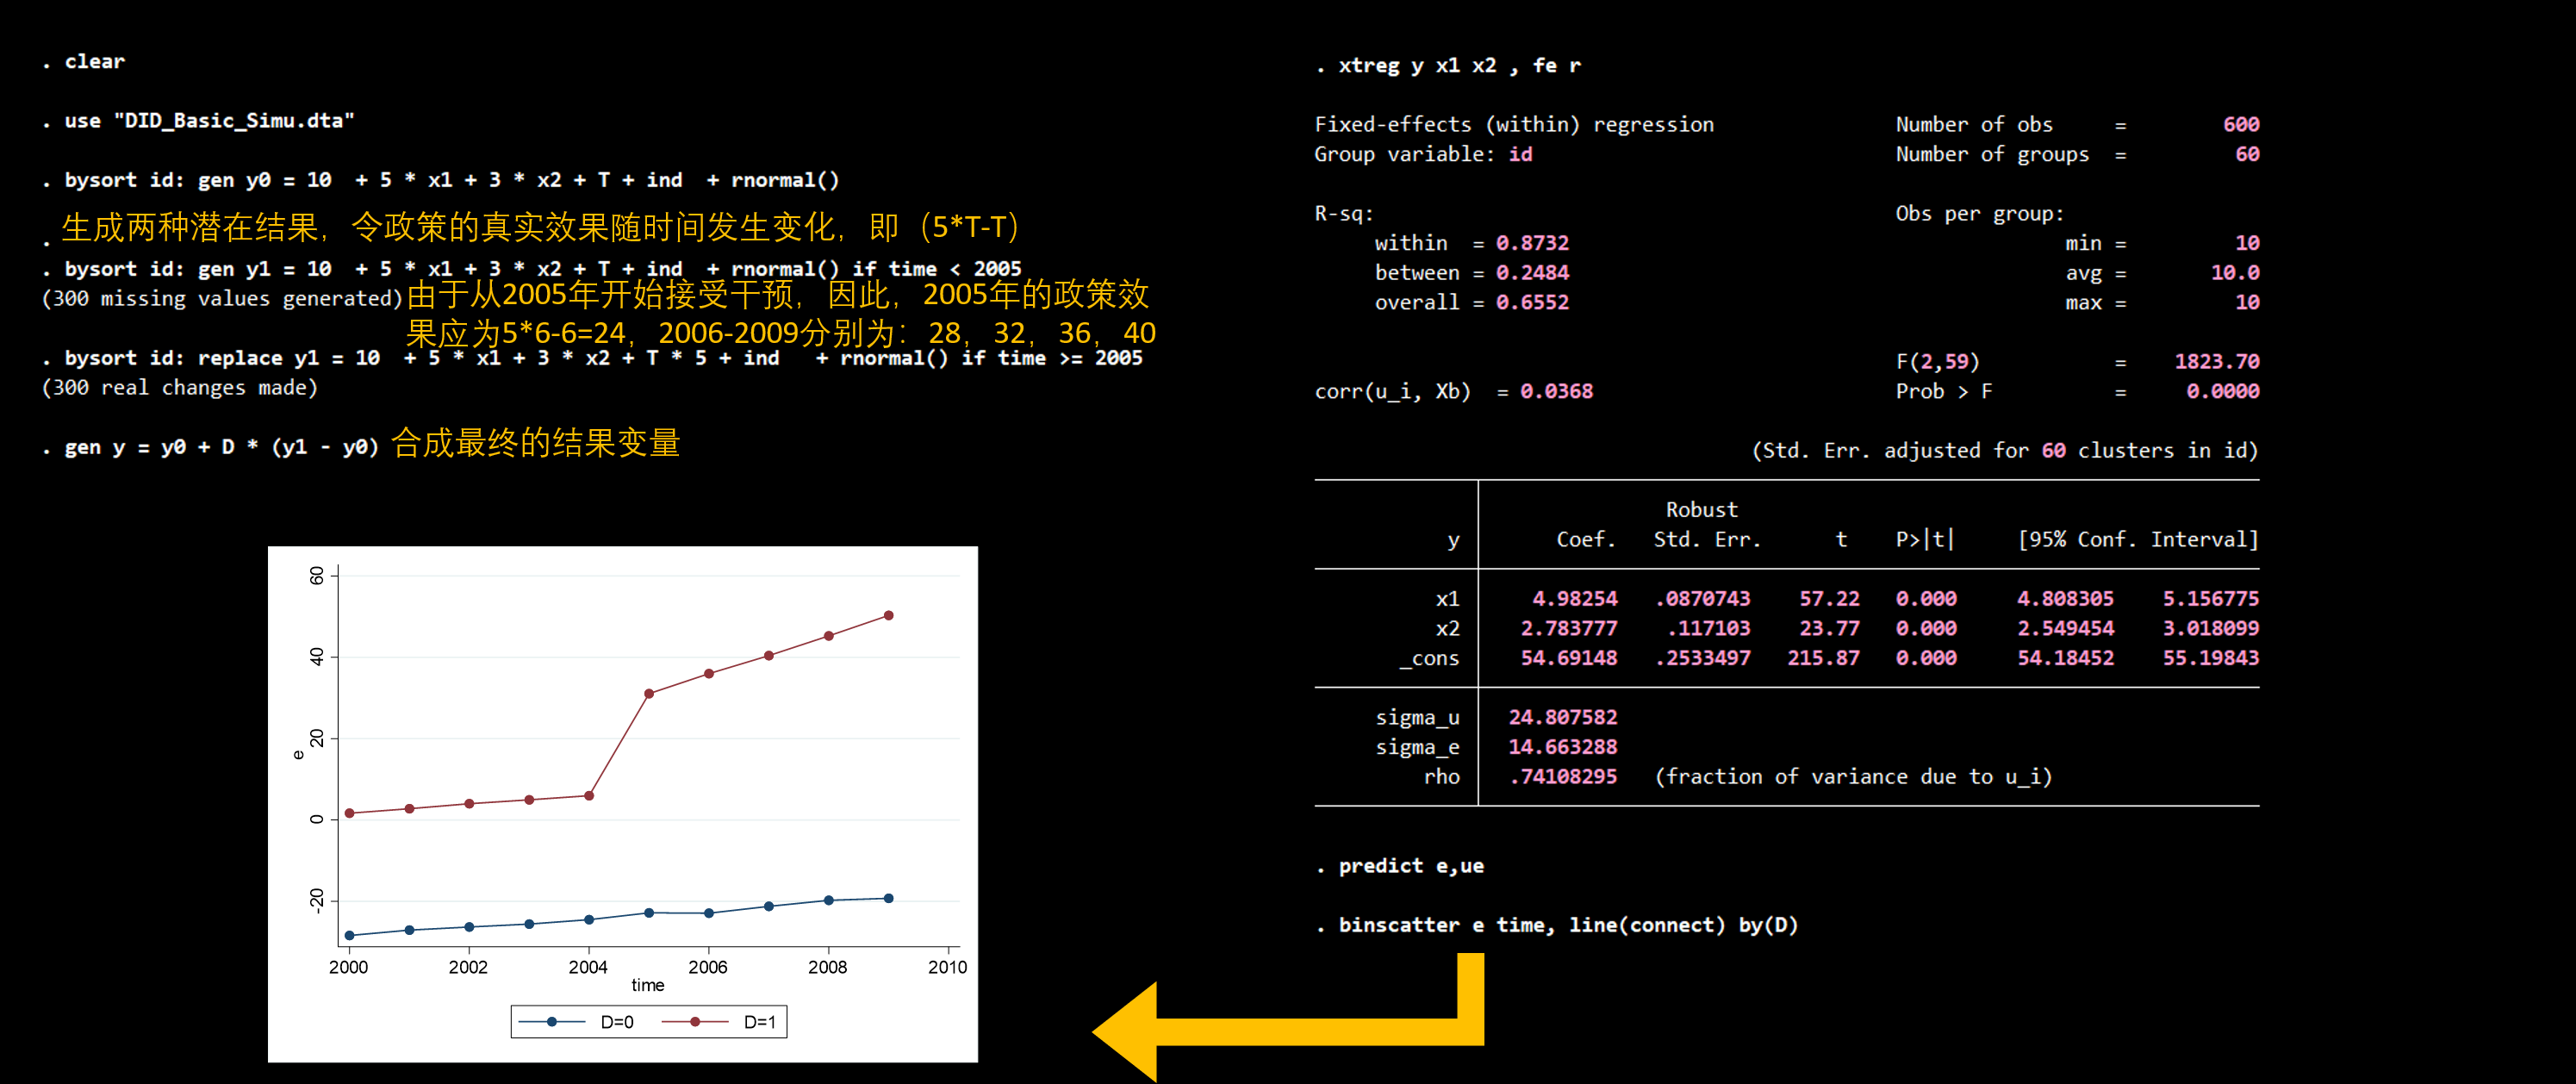 . clear
. use "DID_Basic_Simu.dta"
. bysort id: gen y0 = 10  + 5 * x1 + 3 * x2 + T + ind  + rnormal()
. 生成两种潜在结果，令政策的真实效果随时间发生变化，即（5*T-T）
. bysort id: gen y1 = 10  + 5 * x1 + 3 * x2 + T + ind  + rnormal() if time < 2005
(300 missing values generated) 由于从2005年开始接受干预，因此，2005年的政策效
果应为5*6-6=24，2006-2009分别为：28，32，36，40
. bysort id: replace y1 = 10  + 5 * x1 + 3 * x2 + T * 5 + ind   + rnormal() if time >= 2005
(300 real changes made)
. gen y = y0 + D * (y1 - y0) 合成最终的结果变量
60
40
20
0
-20
e
2000 2002 2004 2006 2008 2010
time
D=0 D=1
. xtreg y x1 x2 , fe r
Fixed-effects (within) regression Number of obs = 600
Group variable: id Number of groups = 60
R-sq: Obs per group:
within = 0.8732 min = 10
between = 0.2484 avg = 10.0
overall = 0.6552 max = 10
F(2,59) = 1823.70
corr(u_i, Xb) = 0.0368 Prob > F = 0.0000
(Std. Err. adjusted for 60 clusters in id)
Robust
y Coef. Std. Err. t P>|t| [95% Conf. Interval]
x1 4.98254 .0870743 57.22 0.000 4.808305 5.156775
x2 2.783777 .117103 23.77 0.000 2.549454 3.018099
_cons 54.69148 .2533497 215.87 0.000 54.18452 55.19843
sigma_u 24.807582
sigma_e 14.663288
rho .74108295 (fraction of variance due to u_i)
. predict e,ue
. binscatter e time, line(connect) by(D)